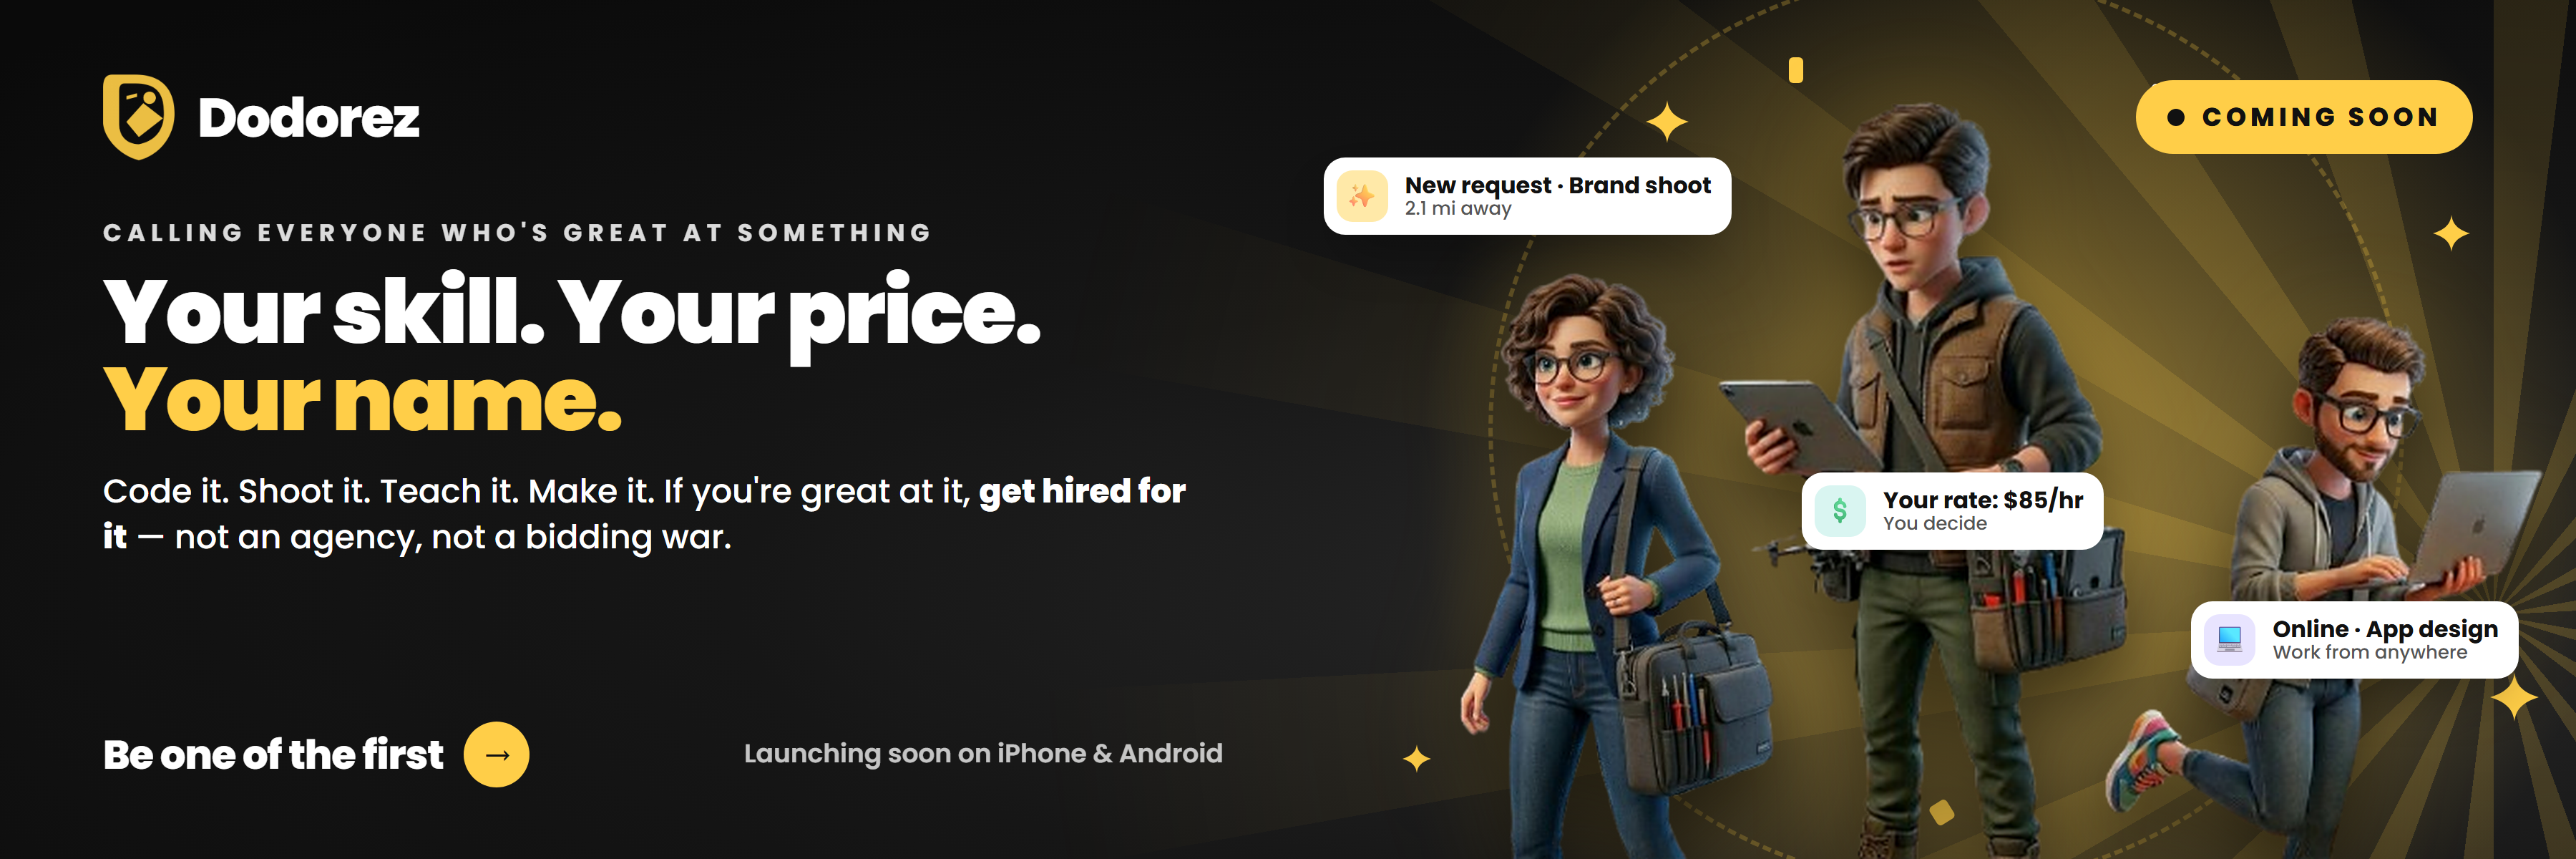 Dodorez
COMING SOON
CALLING EVERYONE WHO'S GREAT AT SOMETHING
Your skill. Your price.
Your name.
Code it. Shoot it. Teach it. Make it. If you're great at it, get hired for
it — not an agency, not a bidding war.
Be one of the first →
Launching soon on iPhone & Android
New request · Brand shoot
2.1 mi away
$
Your rate: $85/hr
You decide
Online · App design
Work from anywhere